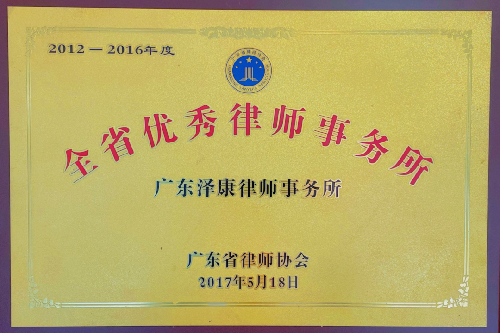 2012—2016年度
全省优秀律师事务所
广东泽康律师事务所
广东省律师协会
2017年5月18日